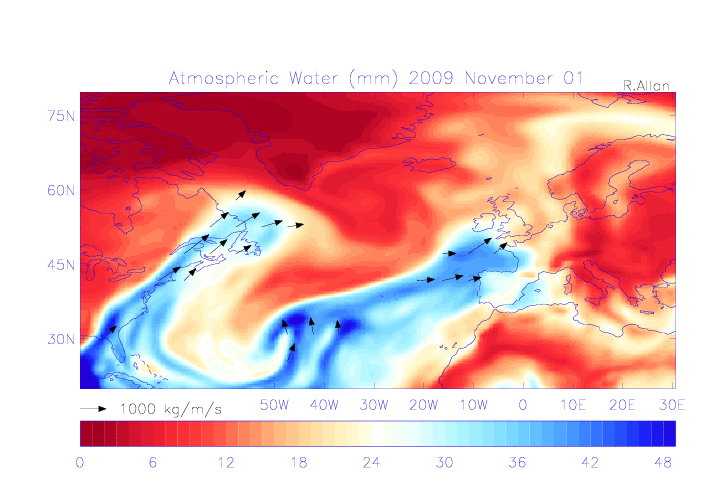 Atmospheric Water (mm) 2009 November 01
R.Allan
75N
60N
45N
30N
50W 40W 30W 20W 10W 0 10E 20E 30E
1000 kg/m/s
0 6 12 18 24 30 36 42 48